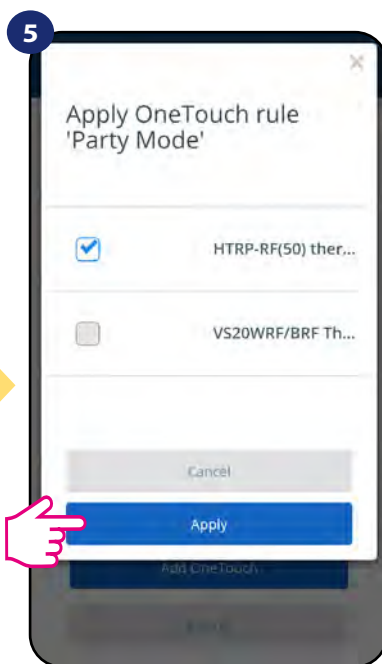 5
×
Apply OneTouch rule
'Party Mode'
HTRP-RF(50) ther...
VS20WRF/BRF Th...
Cancel
Apply
Add OneTouch